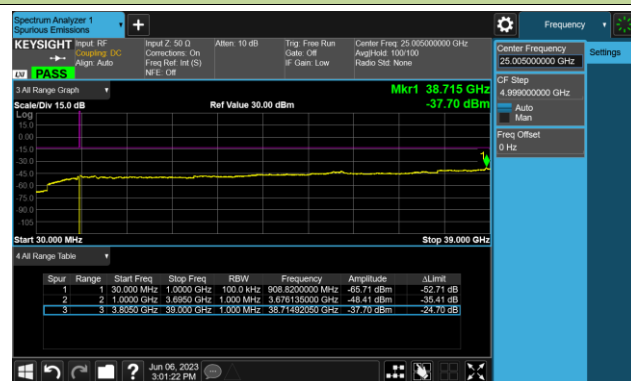 Spectrum Analyzer 1
Spurious Emissions
+
Frequency
KEYSIGHT
Input: RF
Coupling: DC
Align: Auto
Input Z: 50 Ω
Corrections: On
Freq Ref: Int (S)
NFE: Off
Atten: 10 dB
Trig: Free Run
Gate: Off
IF Gain: Low
Center Freq: 25.005000000 GHz
Avg|Hold: 100/100
Radio Std: None
LXI
PASS
Center Frequency
25.005000000 GHz
Settings
CF Step
4.999000000 GHz
Auto
Man
Freq Offset
0 Hz
3 All Range Graph
Mkr1 38.715 GHz
Scale/Div 15.0 dB
Ref Value 30.00 dBm
-37.70 dBm
Log
15.0
0.00
-15.0
-30.0
-45.0
-60.0
-75.0
-90.0
-105
1
Start 30.000 MHz
Stop 39.000 GHz
4 All Range Table
Spur Range Start Freq Stop Freq RBW Frequency Amplitude ΔLimit
1 1 30.000 MHz 1.0000 GHz 100.0 kHz 908.8200000 MHz -65.71 dBm -52.71 dB
2 2 1.0000 GHz 3.6950 GHz 1.000 MHz 3.676135000 GHz -48.41 dBm -35.41 dB
3 3 3.8050 GHz 39.000 GHz 1.000 MHz 38.71492050 GHz -37.70 dBm -24.70 dB
?
Jun 06, 2023
3:01:22 PM